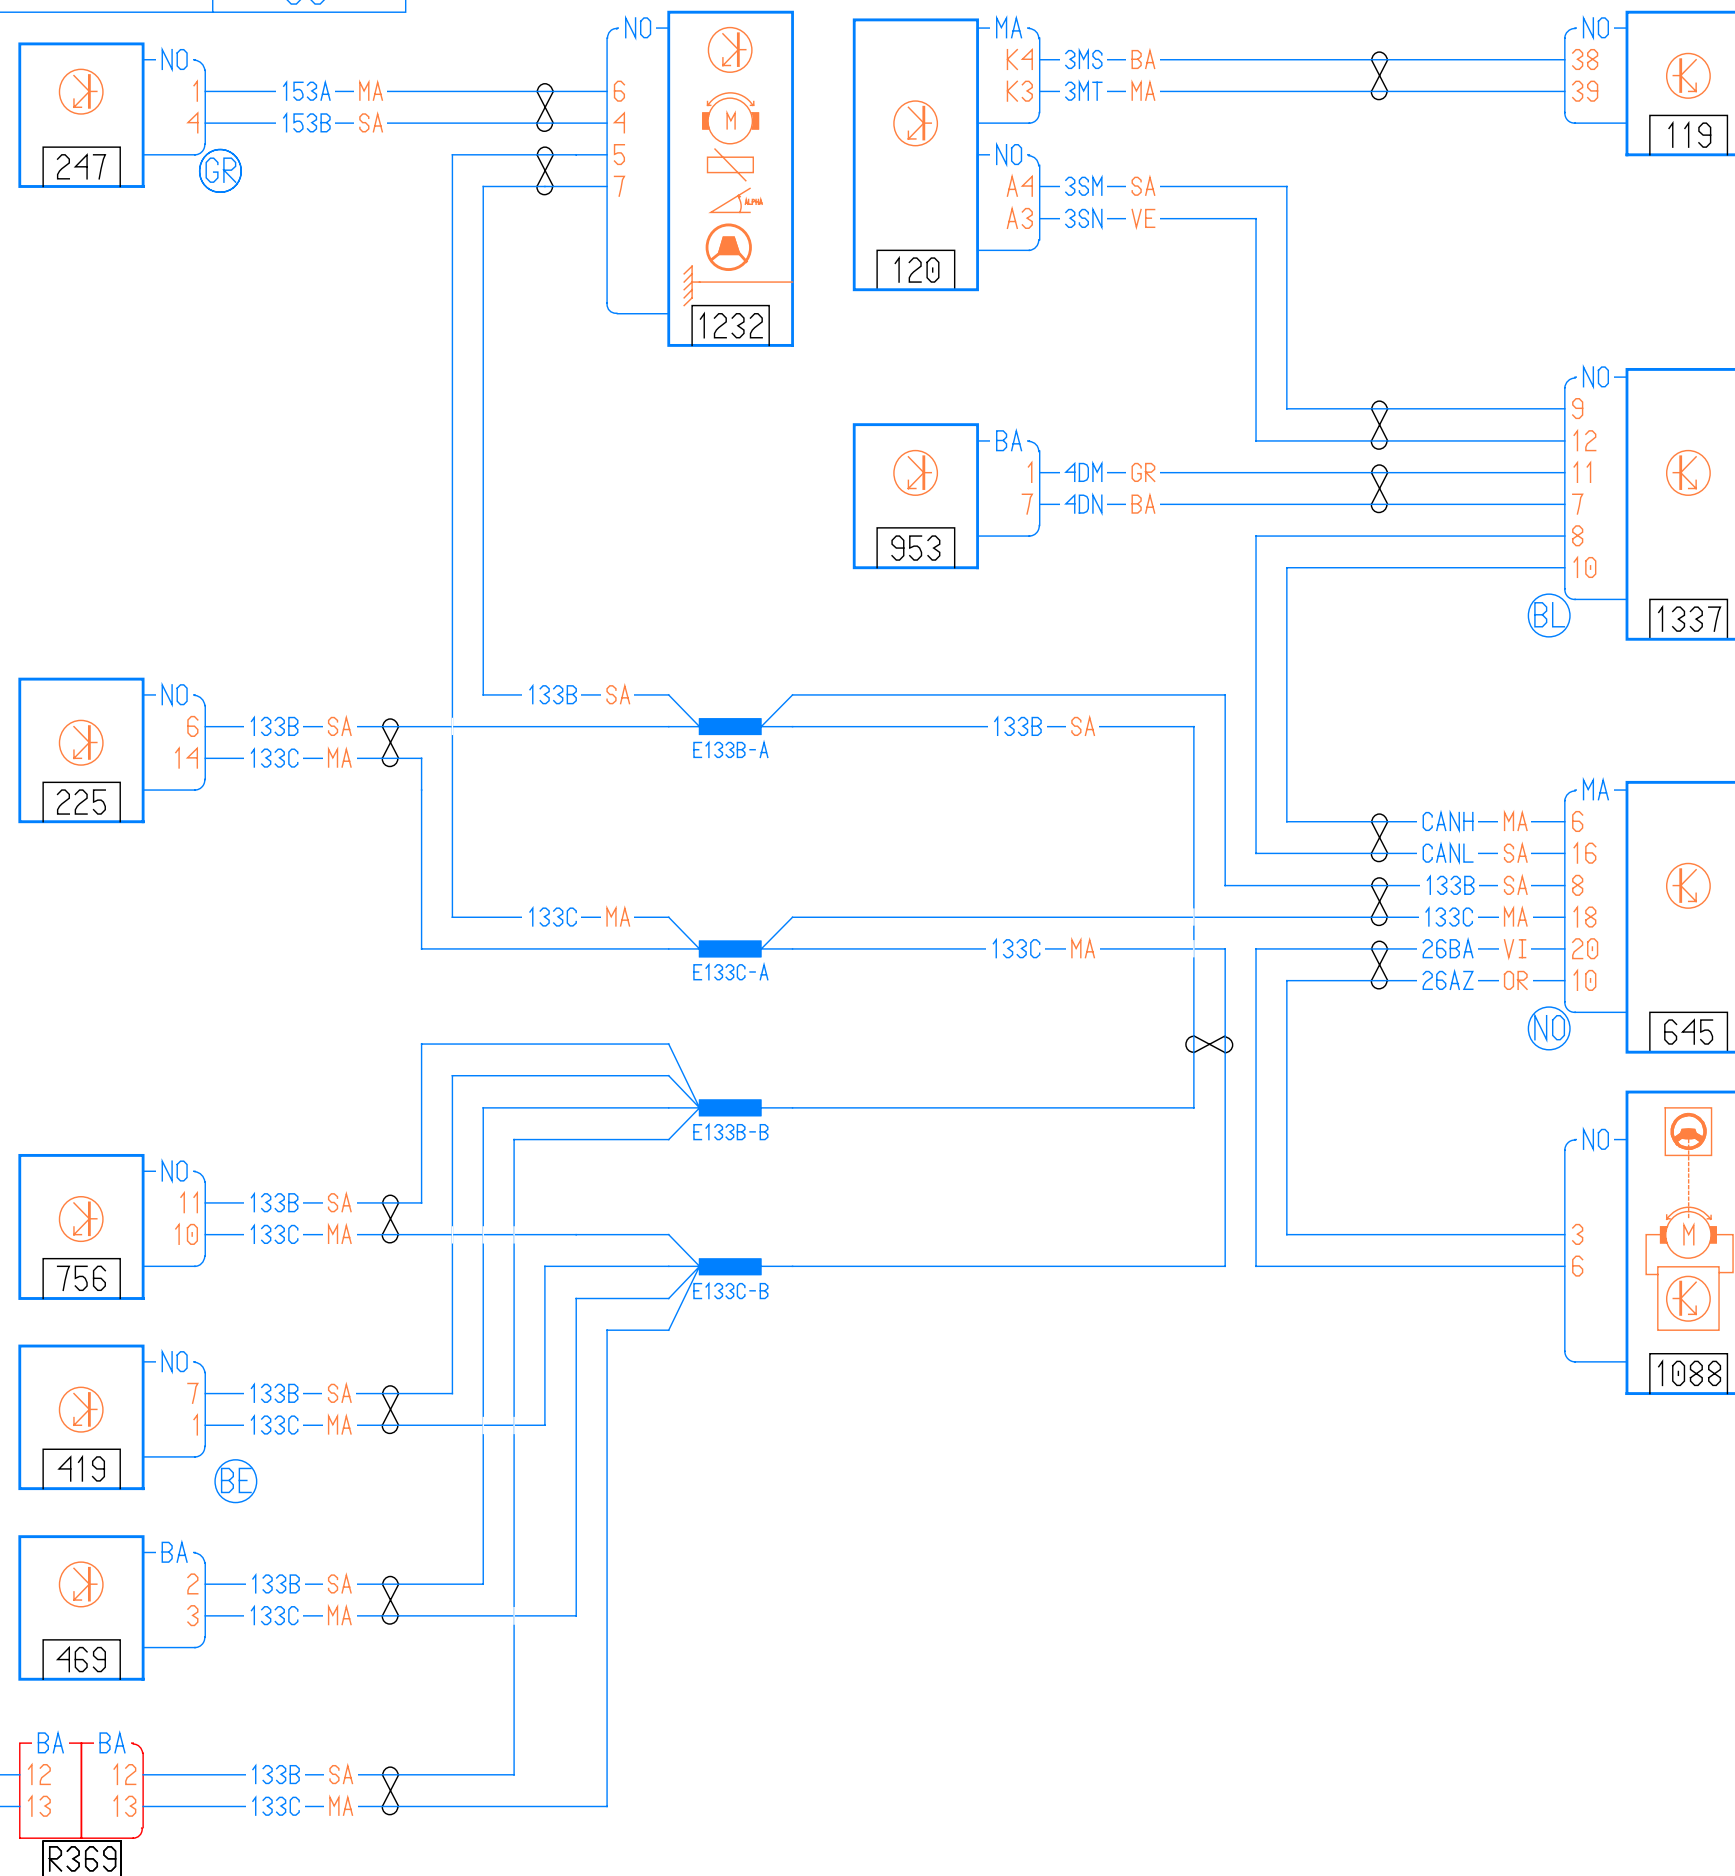 NO
1 153A MA
4 153B SA
247
GR
NO
6
4
5
7
M
ALPHA
1232
MA
K4 3MS BA
K3 3MT MA
NO
A4 3SM SA
A3 3SN VE
120
NO
38
39
119
BA
1 4DM GR
7 4DN BA
953
NO
9
12
11
7
8
10
BL
1337
NO
6 133B SA
14 133C MA
225
133B SA
E133B-A
133B SA
133C MA
E133C-A
133C MA
MA
CANH MA 6
CANL SA 16
133B SA 8
133C MA 18
26BA VI 20
26AZ OR 10
NO
645
E133B-B
E133C-B
NO
11 133B SA
10 133C MA
756
NO
3
6
M
1088
NO
7 133B SA
1 133C MA
419
BE
BA
2 133B SA
3 133C MA
469
BA BA
12 12 133B SA
13 13 133C MA
R369